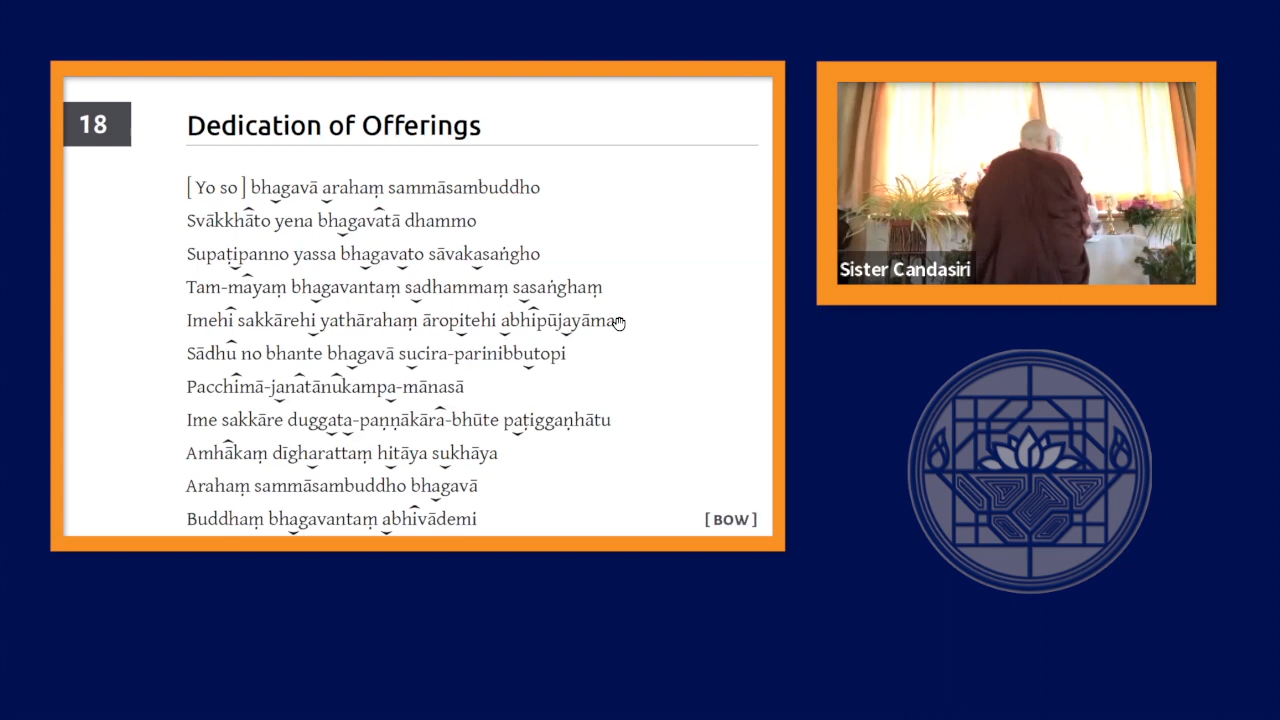 18
Dedication of Offerings
[ Yo so ] bhagavā arahaṃ sammāsambuddho
Svākkhāto yena bhagavatā dhammo
Supaṭipanno yassa bhagavato sāvakasaṅgho
Tam-mayaṃ bhagavantaṃ sadhammaṃ sasaṅghaṃ
Imehi sakkārehi yathārahaṃ āropitehi abhipūjayāma
Sādhu no bhante bhagavā sucira-parinibbutopi
Pacchimā-janatānukampa-mānasā
Ime sakkāre duggata-paṇṇākāra-bhūte paṭiggaṇhātu
Amhākaṃ dīgharattaṃ hitāya sukhāya
Arahaṃ sammāsambuddho bhagavā
Buddhaṃ bhagavantaṃ abhivādemi
[ BOW ]
Sister Candasiri